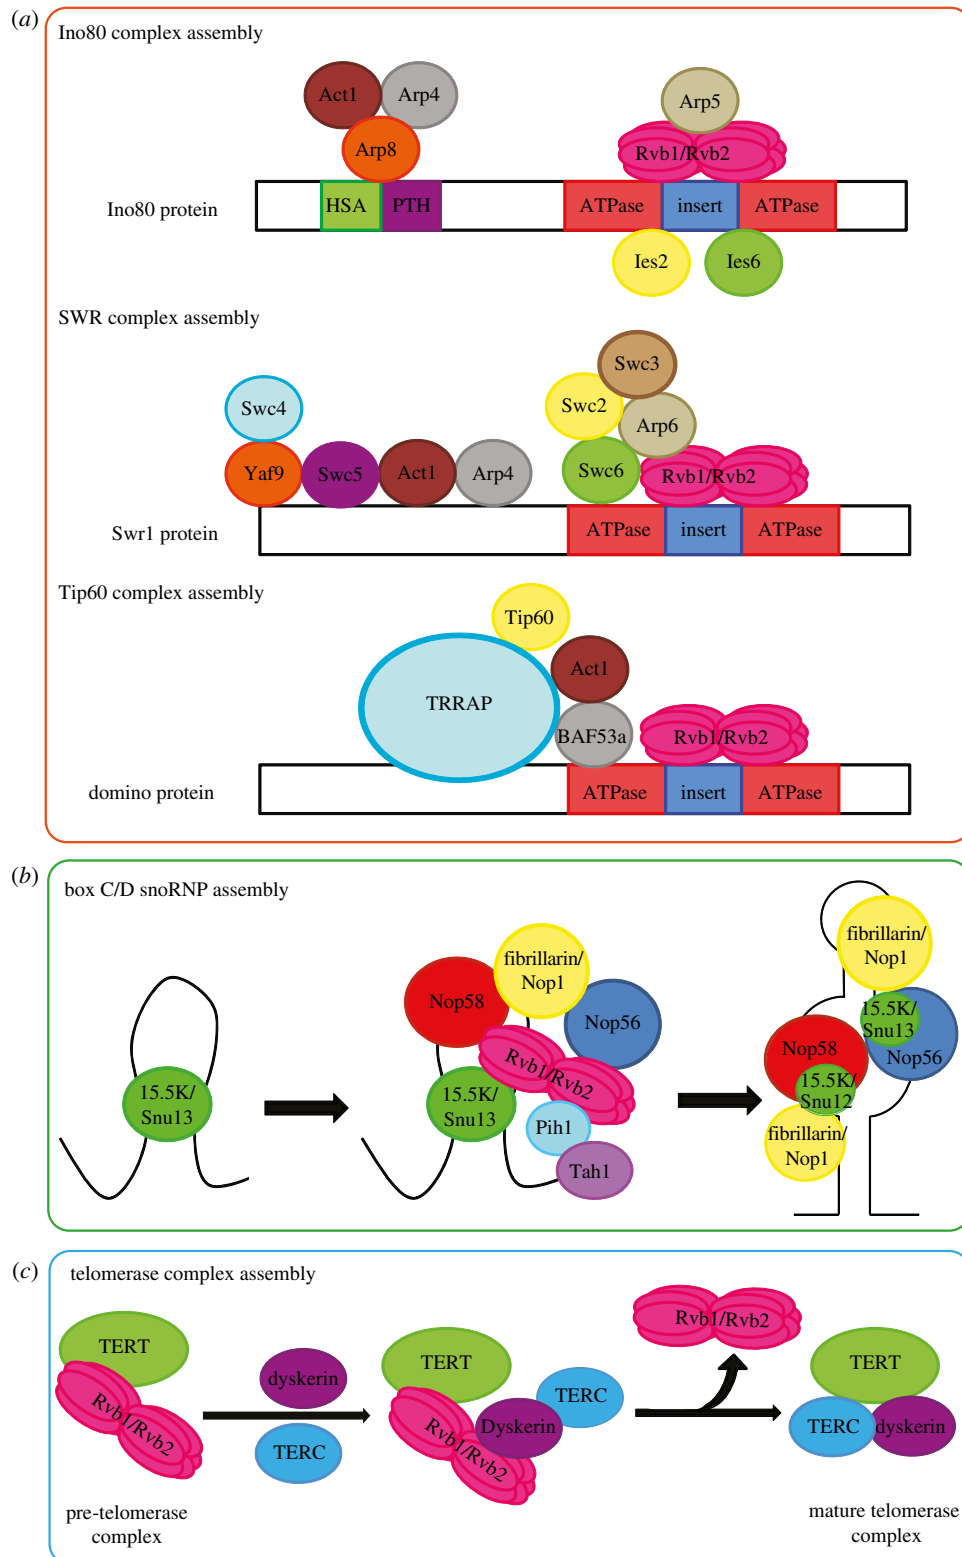 (a)
Ino80 complex assembly
Act1
Arp4
Arp8
Arp5
Rvb1/Rvb2
Ino80 protein
HSA
PTH
ATPase
insert
ATPase
Ies2
Ies6
SWR complex assembly
Swc3
Swc4
Swc2
Arp6
Yaf9
Swc5
Act1
Arp4
Swc6
Rvb1/Rvb2
Swr1 protein
ATPase
insert
ATPase
Tip60 complex assembly
Tip60
Act1
TRRAP
BAF53a
Rvb1/Rvb2
domino protein
ATPase
insert
ATPase
(b)
box C/D snoRNP assembly
15.5K/
Snu13
fibrillarin/
Nop1
Nop58
Nop56
Rvb1/Rvb2
15.5K/
Snu13
Pih1
Tah1
fibrillarin/
Nop1
15.5K/
Snu13
Nop58
Nop56
15.5K/
Snu12
fibrillarin/
Nop1
(c)
telomerase complex assembly
TERT
Rvb1/Rvb2
pre-telomerase
complex
dyskerin
TERC
TERT
TERC
Dyskerin
Rvb1/Rvb2
Rvb1/Rvb2
TERT
TERC
dyskerin
mature telomerase
complex